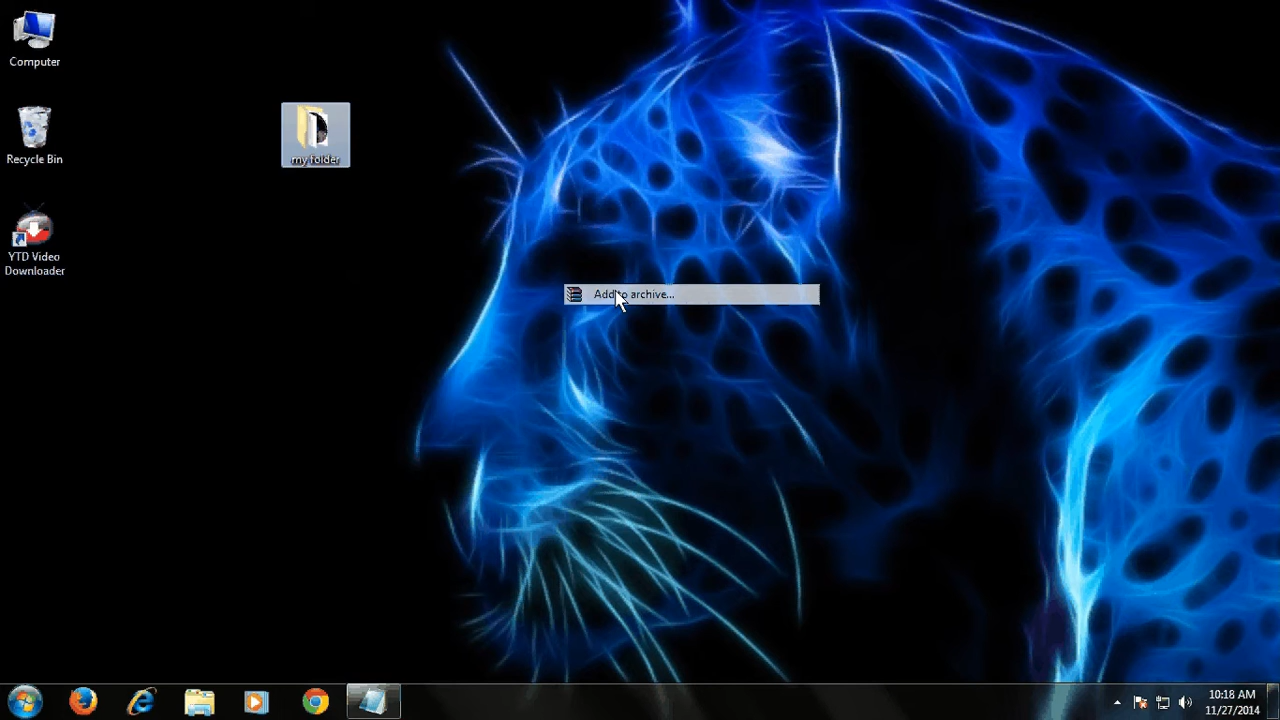 Computer
my folder
Recycle Bin
YTD Video
Downloader
Add to archive...
10:18 AM
11/27/2014